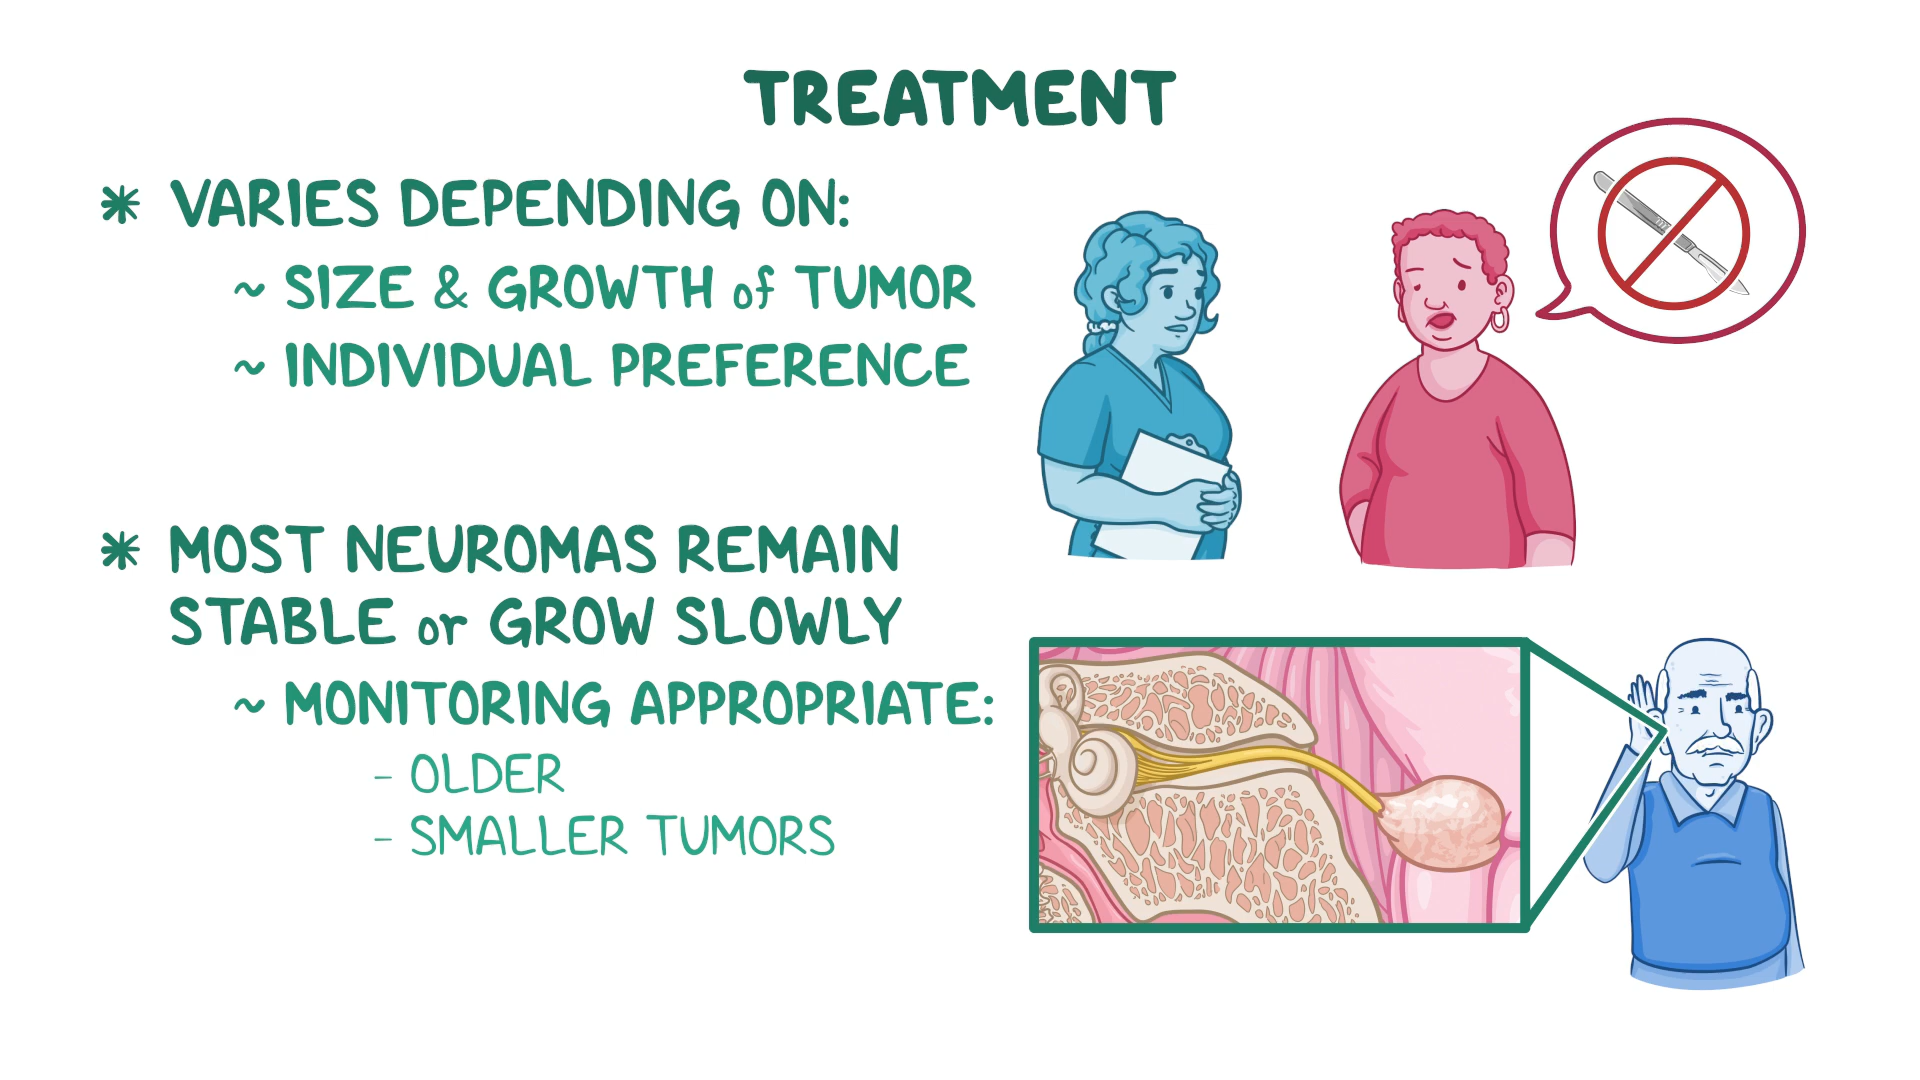 TREATMENT
* VARIES DEPENDING ON:
~ SIZE & GROWTH of TUMOR
~ INDIVIDUAL PREFERENCE
* MOST NEUROMAS REMAIN
STABLE or GROW SLOWLY
~ MONITORING APPROPRIATE:
- OLDER
- SMALLER TUMORS